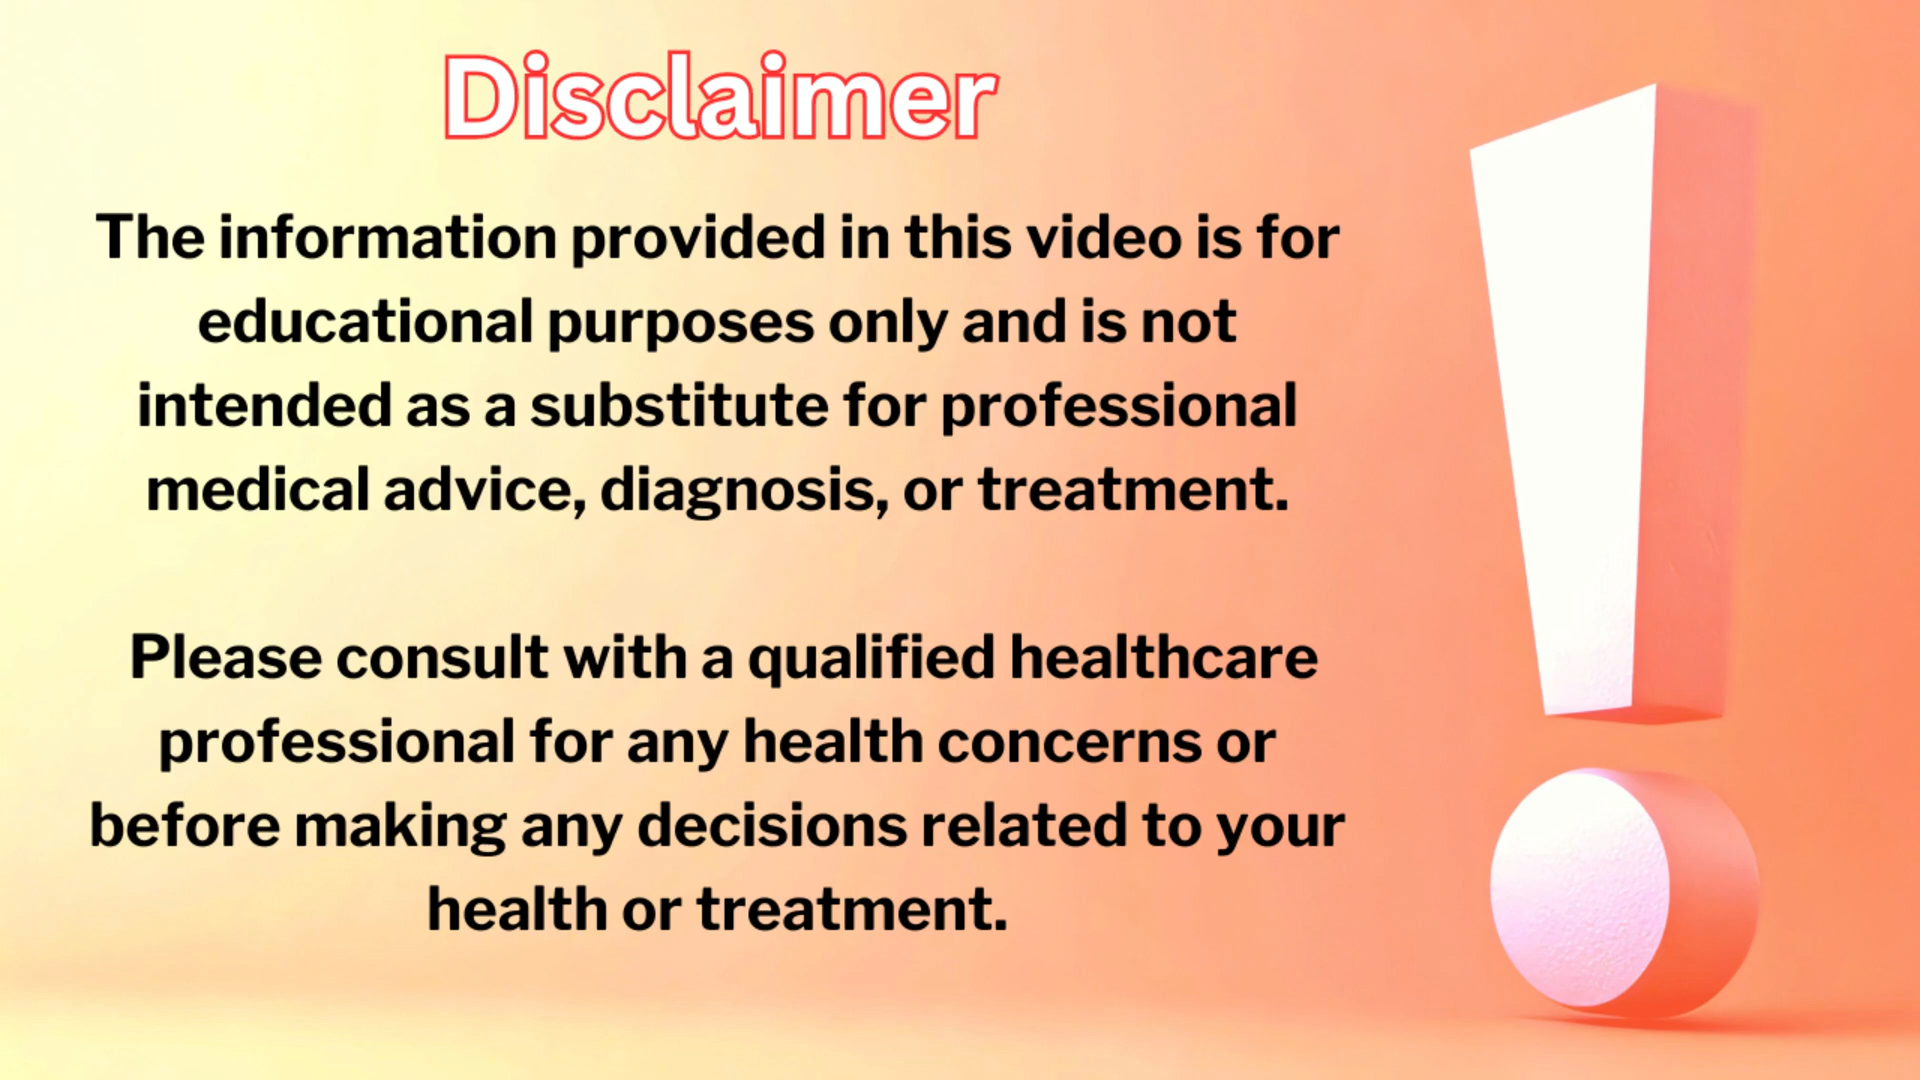 Disclaimer
The information provided in this video is for
educational purposes only and is not
intended as a substitute for professional
medical advice, diagnosis, or treatment.
Please consult with a qualified healthcare
professional for any health concerns or
before making any decisions related to your
health or treatment.